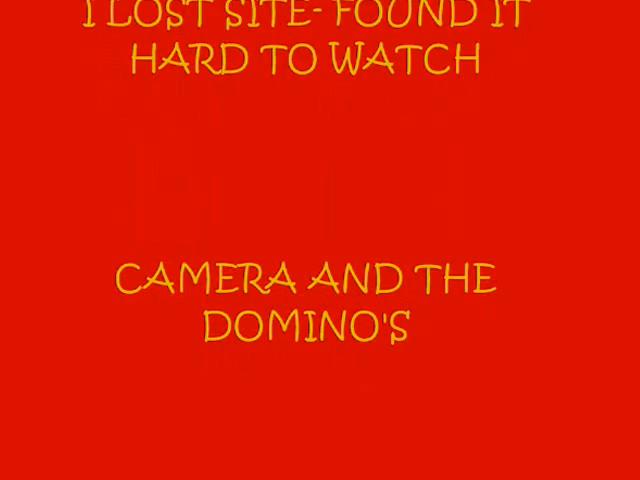 I LOST SITE- FOUND IT
HARD TO WATCH
CAMERA AND THE
DOMINO'S